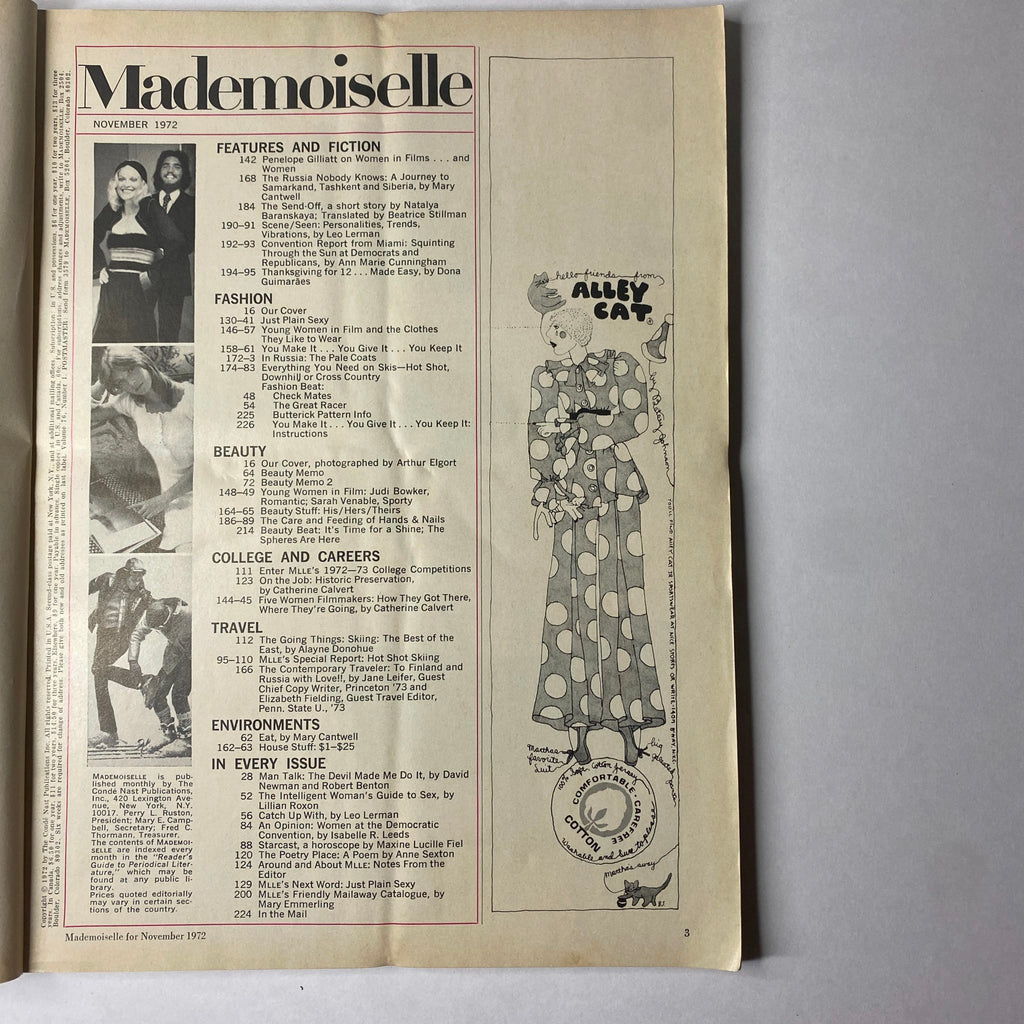 Mademoiselle
NOVEMBER 1972
FEATURES AND FICTION
142 Penelope Gilliatt on Women in Films . . . and
Women
168 The Russia Nobody Knows: A Journey to
Samarkand, Tashkent and Siberia, by Mary
Cantwell
184 The Send-Off, a short story by Natalya
Baranskaya; Translated by Beatrice Stillman
190–91 Scene/Seen: Personalities, Trends,
Vibrations, by Leo Lerman
192–93 Convention Report from Miami: Squinting
Through the Sun at Democrats and
Republicans, by Ann Marie Cunningham
194–95 Thanksgiving for 12 . . . Made Easy, by Dona
Guimarães
FASHION
16 Our Cover
130–41 Just Plain Sexy
146–57 Young Women in Film and the Clothes
They Like to Wear
158–61 You Make It . . . You Give It . . . You Keep It
172–3 In Russia: The Pale Coats
174–83 Everything You Need on Skis—Hot Shot,
Downhill or Cross Country
Fashion Beat:
48 Check Mates
54 The Great Racer
225 Butterick Pattern Info
226 You Make It . . . You Give It . . . You Keep It:
Instructions
BEAUTY
16 Our Cover, photographed by Arthur Elgort
64 Beauty Memo
72 Beauty Memo 2
148–49 Young Women in Film: Judi Bowker,
Romantic; Sarah Venable, Sporty
164–65 Beauty Stuff: His/Hers/Theirs
186–89 The Care and Feeding of Hands & Nails
214 Beauty Beat: It's Time for a Shine; The
Spheres Are Here
COLLEGE AND CAREERS
111 Enter MLLE's 1972–73 College Competitions
123 On the Job: Historic Preservation,
by Catherine Calvert
144–45 Five Women Filmmakers: How They Got There,
Where They're Going, by Catherine Calvert
TRAVEL
112 The Going Things: Skiing: The Best of the
East, by Alayne Donohue
95–110 MLLE's Special Report: Hot Shot Skiing
166 The Contemporary Traveler: To Finland and
Russia with Love!!, by Jane Leifer, Guest
Chief Copy Writer, Princeton '73 and
Elizabeth Fielding, Guest Travel Editor,
Penn. State U., '73
ENVIRONMENTS
62 Eat, by Mary Cantwell
162–63 House Stuff: $1–$25
IN EVERY ISSUE
28 Man Talk: The Devil Made Me Do It, by David
Newman and Robert Benton
52 The Intelligent Woman's Guide to Sex, by
Lillian Roxon
56 Catch Up With, by Leo Lerman
84 An Opinion: Women at the Democratic
Convention, by Isabelle R. Leeds
88 Starcast, a horoscope by Maxine Lucille Fiel
120 The Poetry Place: A Poem by Anne Sexton
124 Around and About MLLE: Notes From the
Editor
129 MLLE's Next Word: Just Plain Sexy
200 MLLE's Friendly Mailaway Catalogue, by
Mary Emmerling
224 In the Mail
MADEMOISELLE is pub-
lished monthly by The
Condé Nast Publications,
Inc., 420 Lexington Ave-
nue, New York, N.Y.
10017. Perry L. Ruston,
President; Mary E. Camp-
bell, Secretary; Fred C.
Thormann, Treasurer.
The contents of MADEMOI-
SELLE are indexed every
month in the "Reader's
Guide to Periodical Liter-
ature," which may be
found at any public li-
brary.
Prices quoted editorially
may vary in certain sec-
tions of the country.
Mademoiselle for November 1972
3
hello friends from
ALLEY
CAT
by Betsey Johnson
Martha's
favorite
suit
big
100% cotton jersey
COMFORTABLE • CAREFREE
COTTON
Washable and
Martha's away